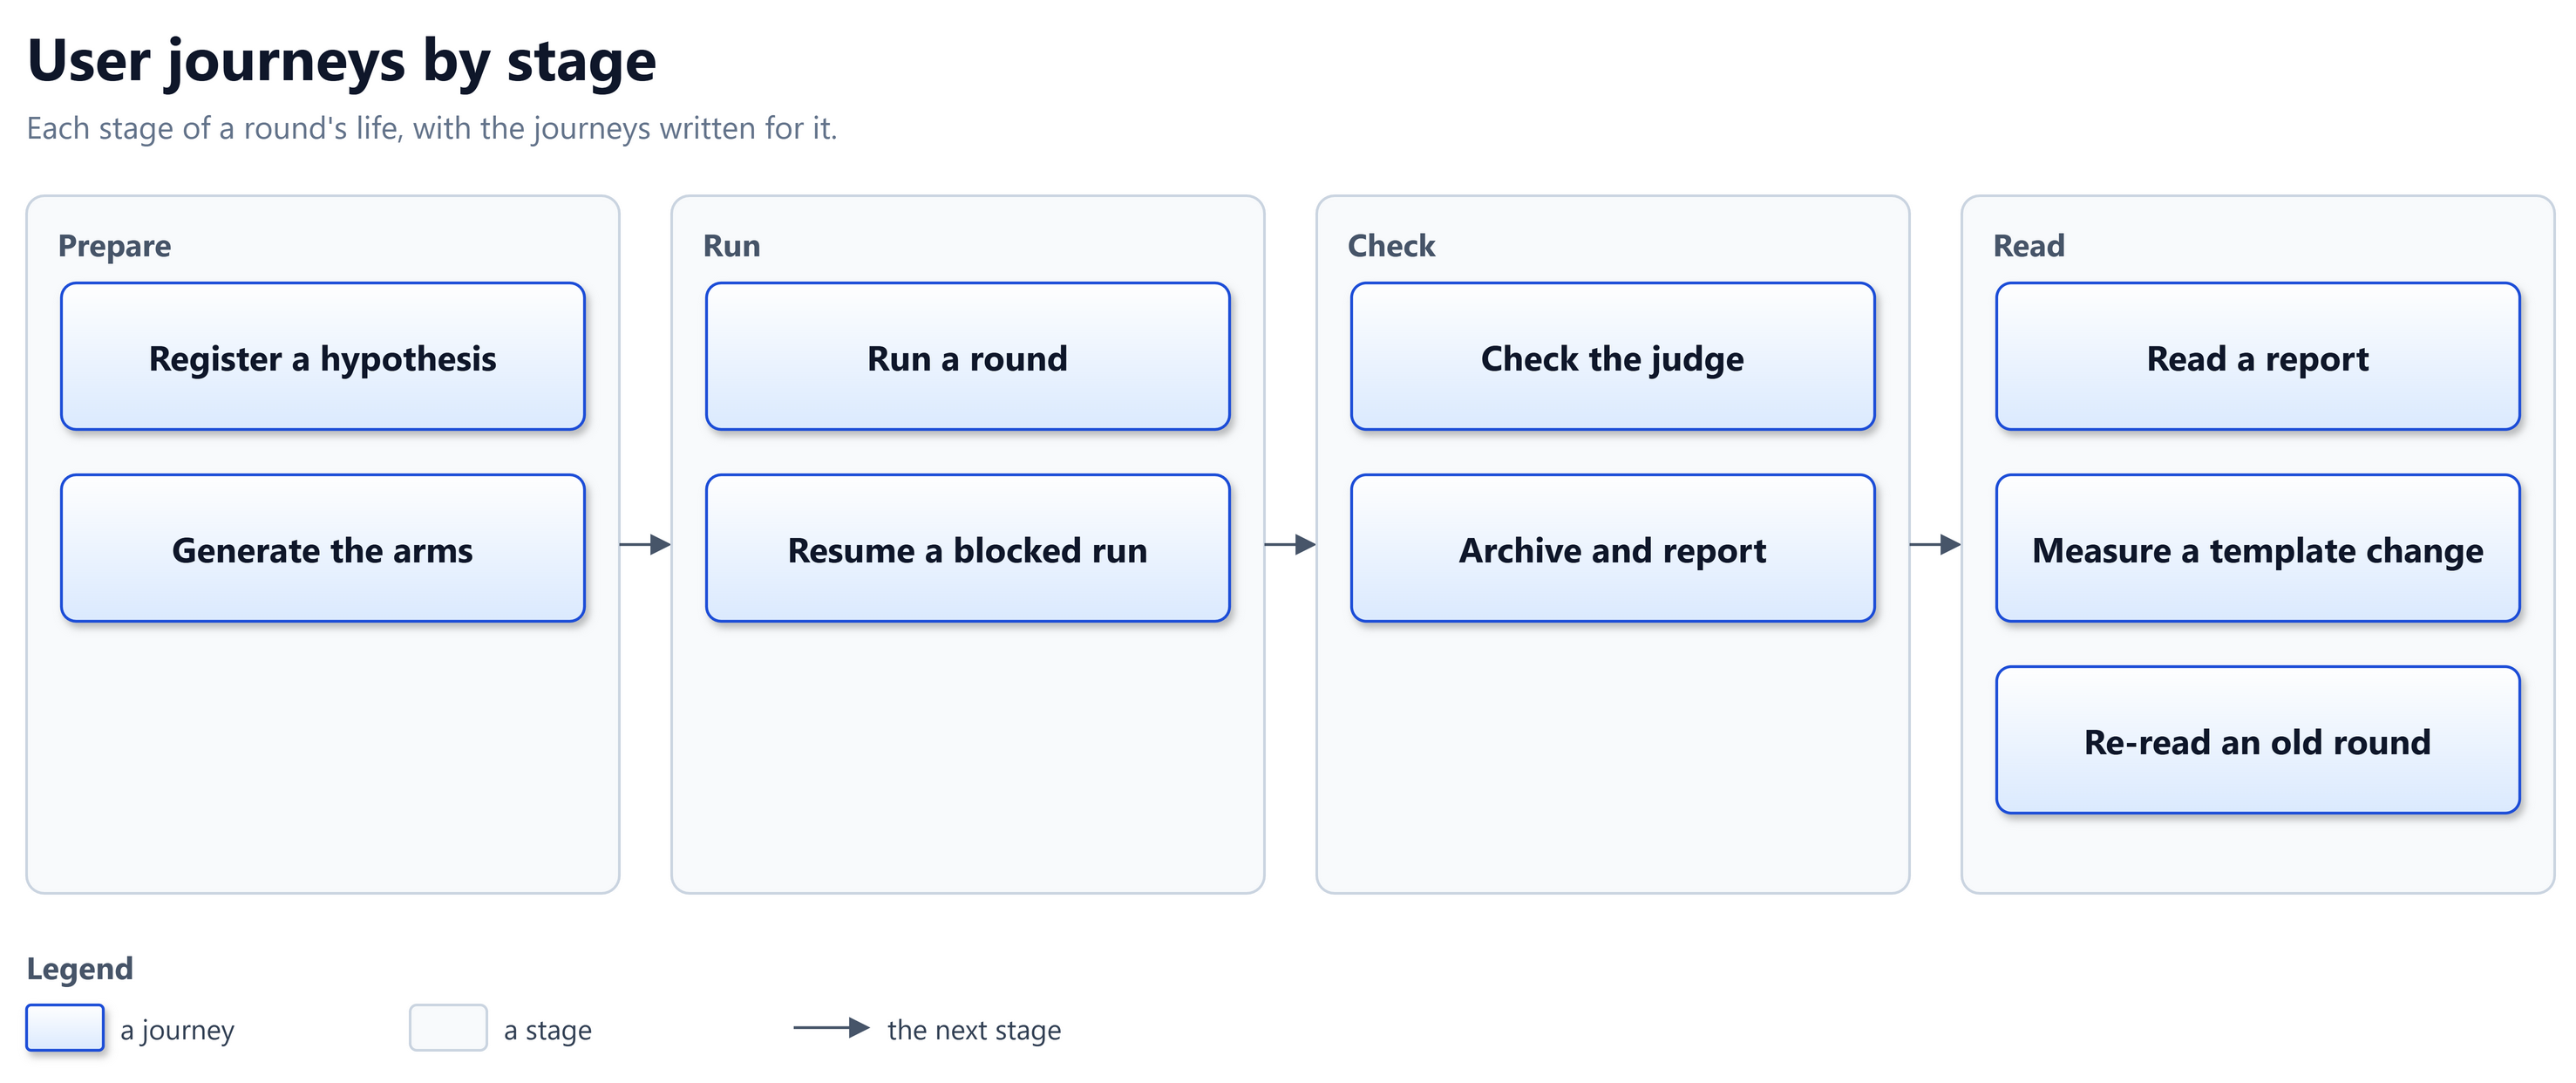 User journeys by stage
Each stage of a round's life, with the journeys written for it.
Prepare
Register a hypothesis
Generate the arms
Run
Run a round
Resume a blocked run
Check
Check the judge
Archive and report
Read
Read a report
Measure a template change
Re-read an old round
Legend
a journey
a stage
the next stage